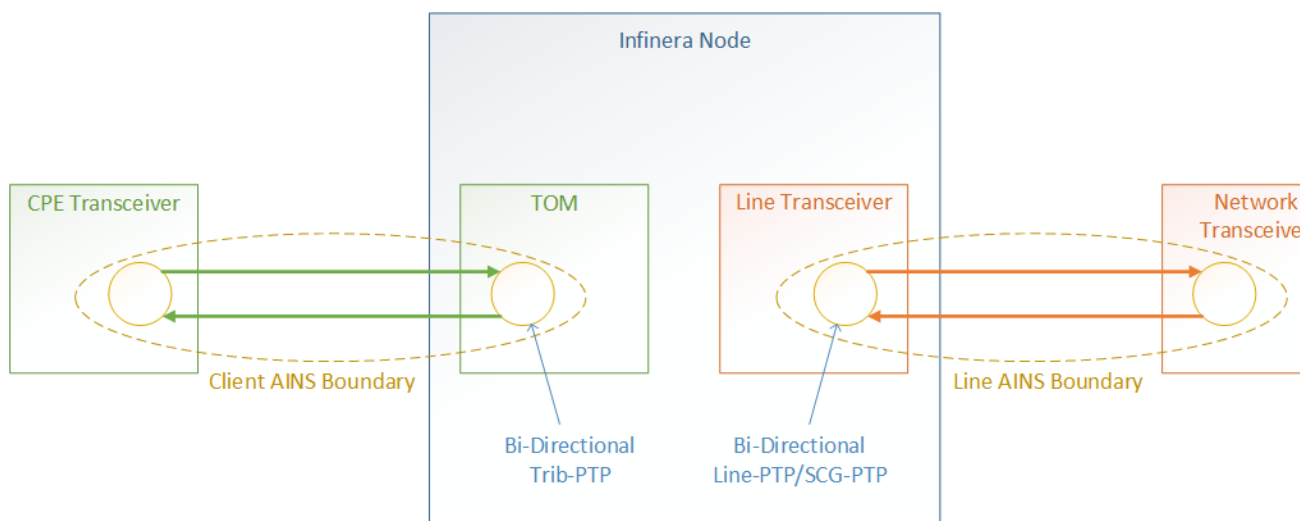 Infinera Node
CPE Transceiver
TOM
Line Transceiver
Network
Transceive
Client AINS Boundary
Line AINS Boundary
Bi-Directional
Trib-PTP
Bi-Directional
Line-PTP/SCG-PTP